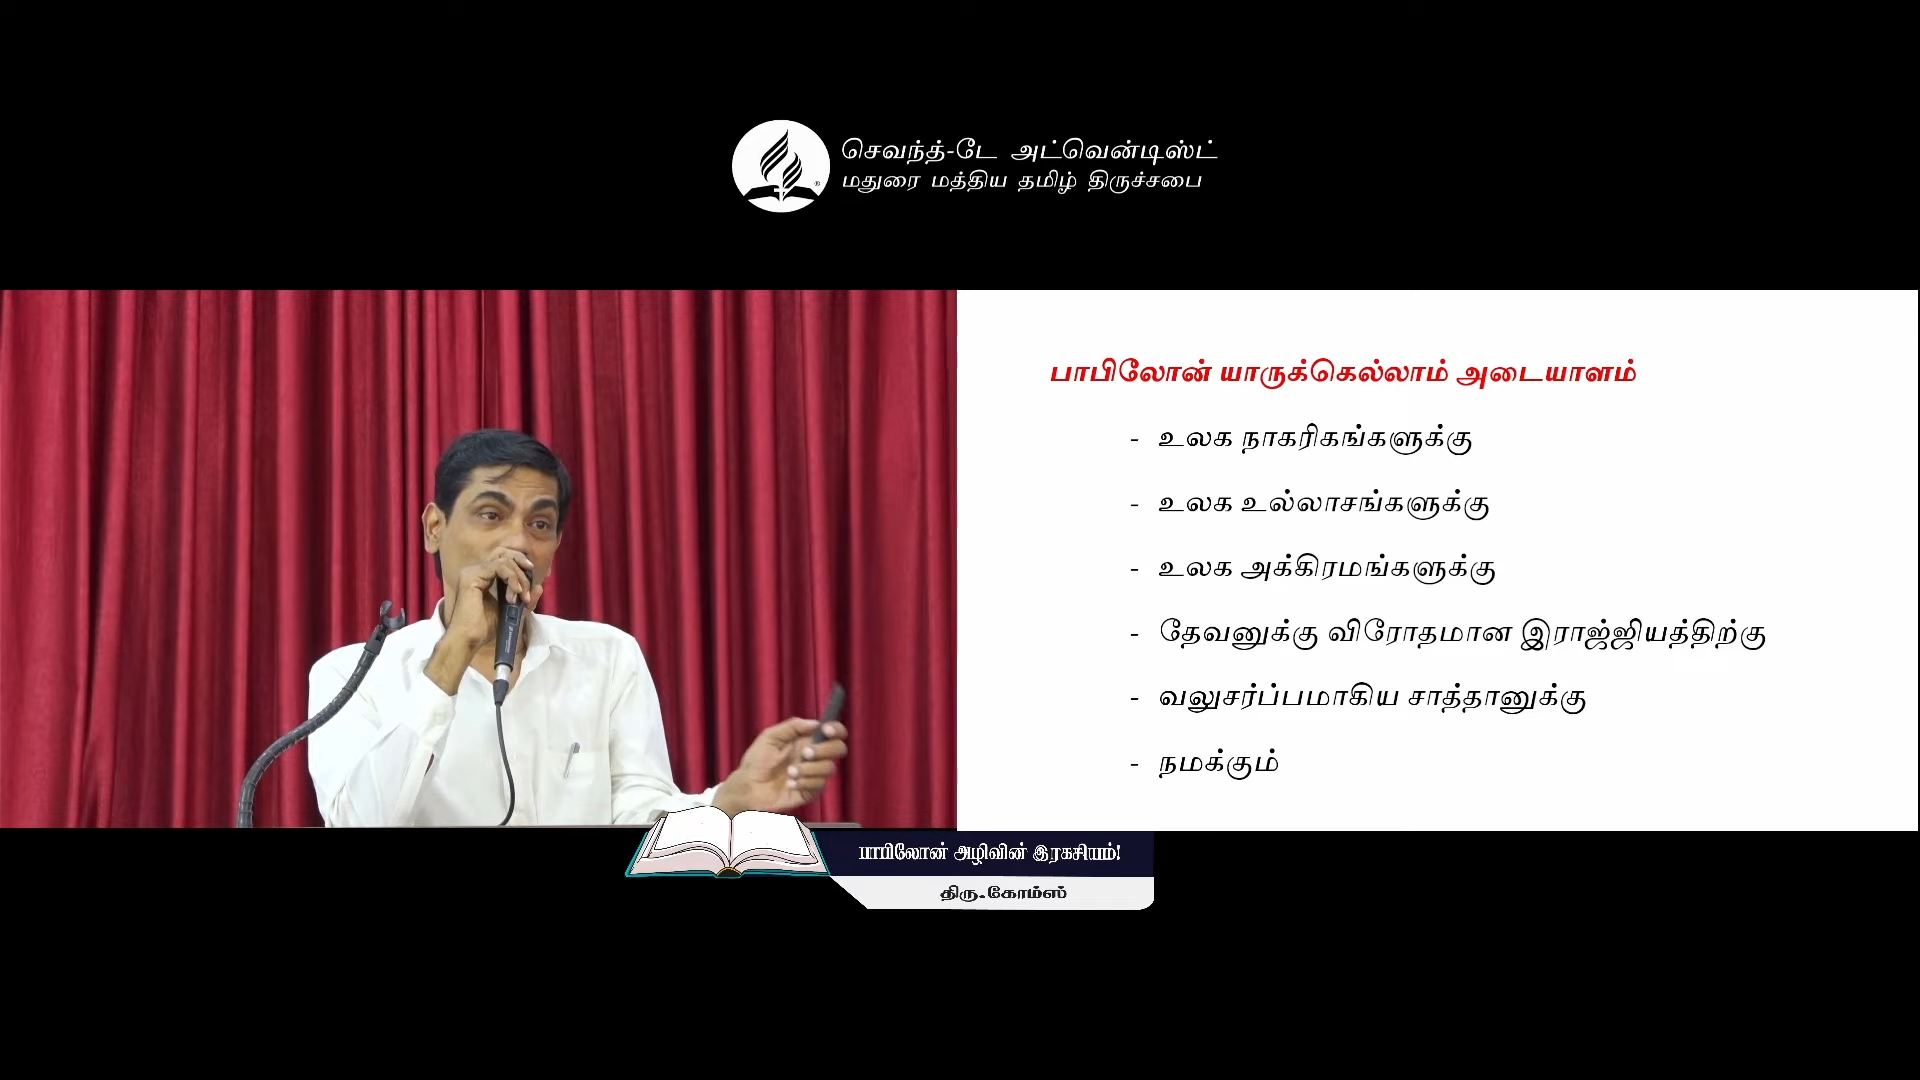 செவந்த்-டே அட்வென்டிஸ்ட்
மதுரை மத்திய தமிழ் திருச்சபை
பாபிலோன் யாருக்கெல்லாம் அடையாளம்
- உலக நாகரிகங்களுக்கு
- உலக உல்லாசங்களுக்கு
- உலக அக்கிரமங்களுக்கு
- தேவனுக்கு விரோதமான இராஜ்ஜியத்திற்கு
- வலுசர்ப்பமாகிய சாத்தானுக்கு
- நமக்கும்
பாபிலோன் அழிவின் இரகசியம்!
திரு.கோம்ஸ்